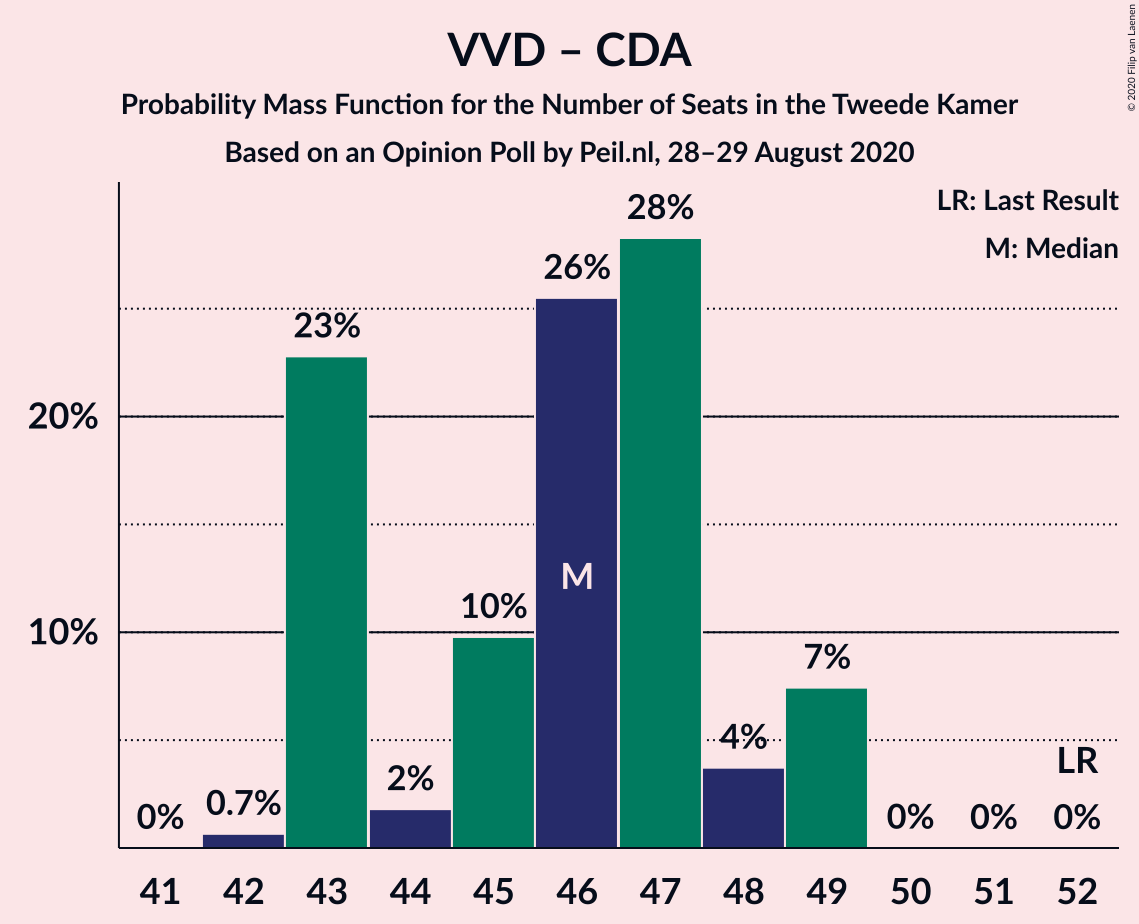 VVD – CDA
Probability Mass Function for the Number of Seats in the Tweede Kamer
Based on an Opinion Poll by Peil.nl, 28–29 August 2020
© 2020 Filip van Laenen
LR: Last Result
M: Median
20%
10%
0%
0.7%
23%
2%
10%
26%
M
28%
4%
7%
0%
0%
LR
0%
41 42 43 44 45 46 47 48 49 50 51 52